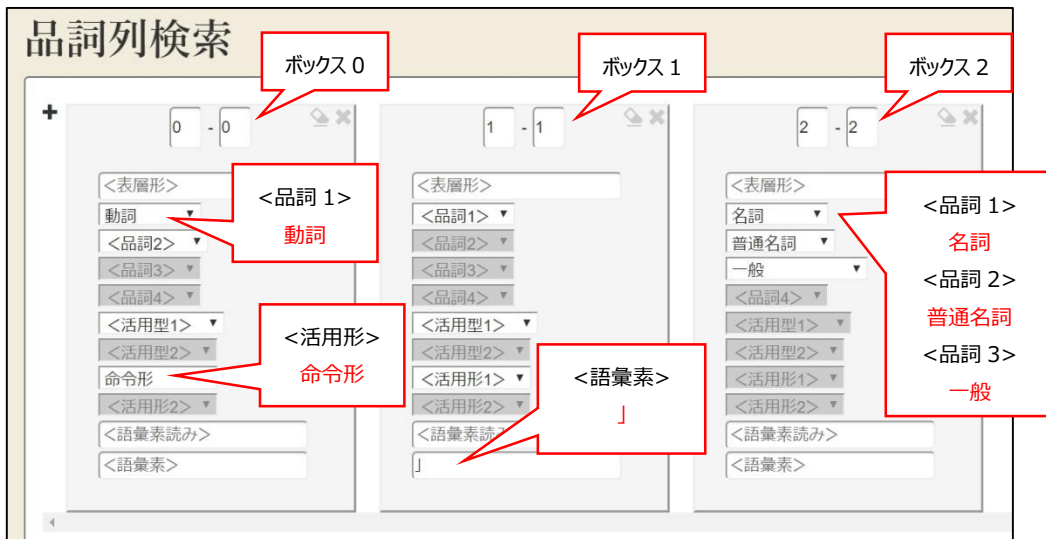 品詞列検索
ボックス 0
ボックス 1
ボックス 2
0 - 0
1 - 1
2 - 2
<表層形>
動詞
<品詞2>
<品詞3>
<品詞4>
<活用型1>
<活用型2>
命令形
<活用形2>
<語彙素読み>
<語彙素>
<品詞 1>
動詞
<活用形>
命令形
<表層形>
<品詞1>
<品詞2>
<品詞3>
<品詞4>
<活用型1>
<活用型2>
<活用形1>
<活用形2>
<語彙素読み
」
<語彙素>
」
<表層形>
名詞
普通名詞
一般
<品詞4>
<活用型1>
<活用型2>
<活用形1>
<活用形2>
<語彙素読み>
<語彙素>
<品詞 1>
名詞
<品詞 2>
普通名詞
<品詞 3>
一般